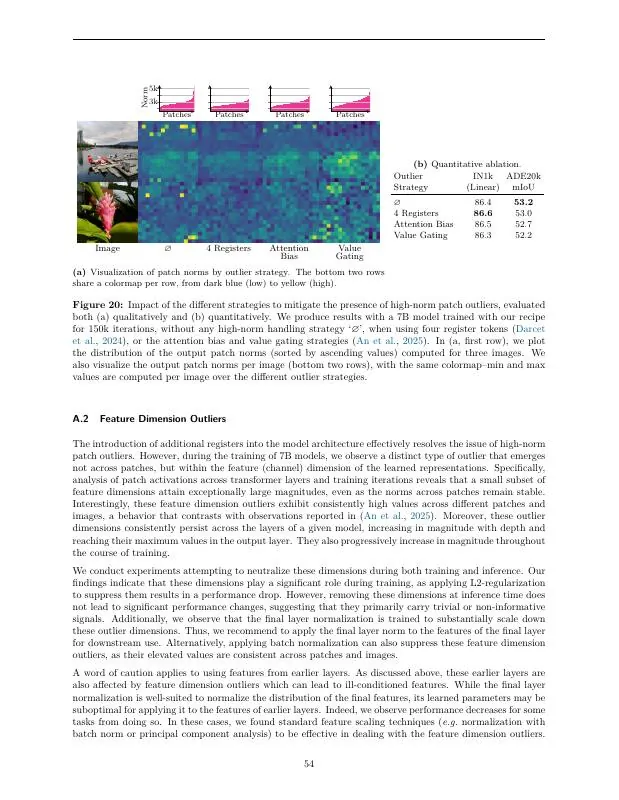 Norm
5k
3k
Patches Patches Patches Patches
Image ∅ 4 Registers Attention Bias Value Gating
(a) Visualization of patch norms by outlier strategy. The bottom two rows
share a colormap per row, from dark blue (low) to yellow (high).
(b) Quantitative ablation.
Outlier Strategy IN1k (Linear) ADE20k mIoU
∅ 86.4 53.2
4 Registers 86.6 53.0
Attention Bias 86.5 52.7
Value Gating 86.3 52.2
Figure 20: Impact of the different strategies to mitigate the presence of high-norm patch outliers, evaluated
both (a) qualitatively and (b) quantitatively. We produce results with a 7B model trained with our recipe
for 150k iterations, without any high-norm handling strategy ‘∅’, when using four register tokens (Darcet
et al., 2024), or the attention bias and value gating strategies (An et al., 2025). In (a, first row), we plot
the distribution of the output patch norms (sorted by ascending values) computed for three images. We
also visualize the output patch norms per image (bottom two rows), with the same colormap–min and max
values are computed per image over the different outlier strategies.
A.2 Feature Dimension Outliers
The introduction of additional registers into the model architecture effectively resolves the issue of high-norm
patch outliers. However, during the training of 7B models, we observe a distinct type of outlier that emerges
not across patches, but within the feature (channel) dimension of the learned representations. Specifically,
analysis of patch activations across transformer layers and training iterations reveals that a small subset of
feature dimensions attain exceptionally large magnitudes, even as the norms across patches remain stable.
Interestingly, these feature dimension outliers exhibit consistently high values across different patches and
images, a behavior that contrasts with observations reported in (An et al., 2025). Moreover, these outlier
dimensions consistently persist across the layers of a given model, increasing in magnitude with depth and
reaching their maximum values in the output layer. They also progressively increase in magnitude throughout
the course of training.
We conduct experiments attempting to neutralize these dimensions during both training and inference. Our
findings indicate that these dimensions play a significant role during training, as applying L2-regularization
to suppress them results in a performance drop. However, removing these dimensions at inference time does
not lead to significant performance changes, suggesting that they primarily carry trivial or non-informative
signals. Additionally, we observe that the final layer normalization is trained to substantially scale down
these outlier dimensions. Thus, we recommend to apply the final layer norm to the features of the final layer
for downstream use. Alternatively, applying batch normalization can also suppress these feature dimension
outliers, as their elevated values are consistent across patches and images.
A word of caution applies to using features from earlier layers. As discussed above, these earlier layers are
also affected by feature dimension outliers which can lead to ill-conditioned features. While the final layer
normalization is well-suited to normalize the distribution of the final features, its learned parameters may be
suboptimal for applying it to the features of earlier layers. Indeed, we observe performance decreases for some
tasks from doing so. In these cases, we found standard feature scaling techniques (e.g. normalization with
batch norm or principal component analysis) to be effective in dealing with the feature dimension outliers.
54